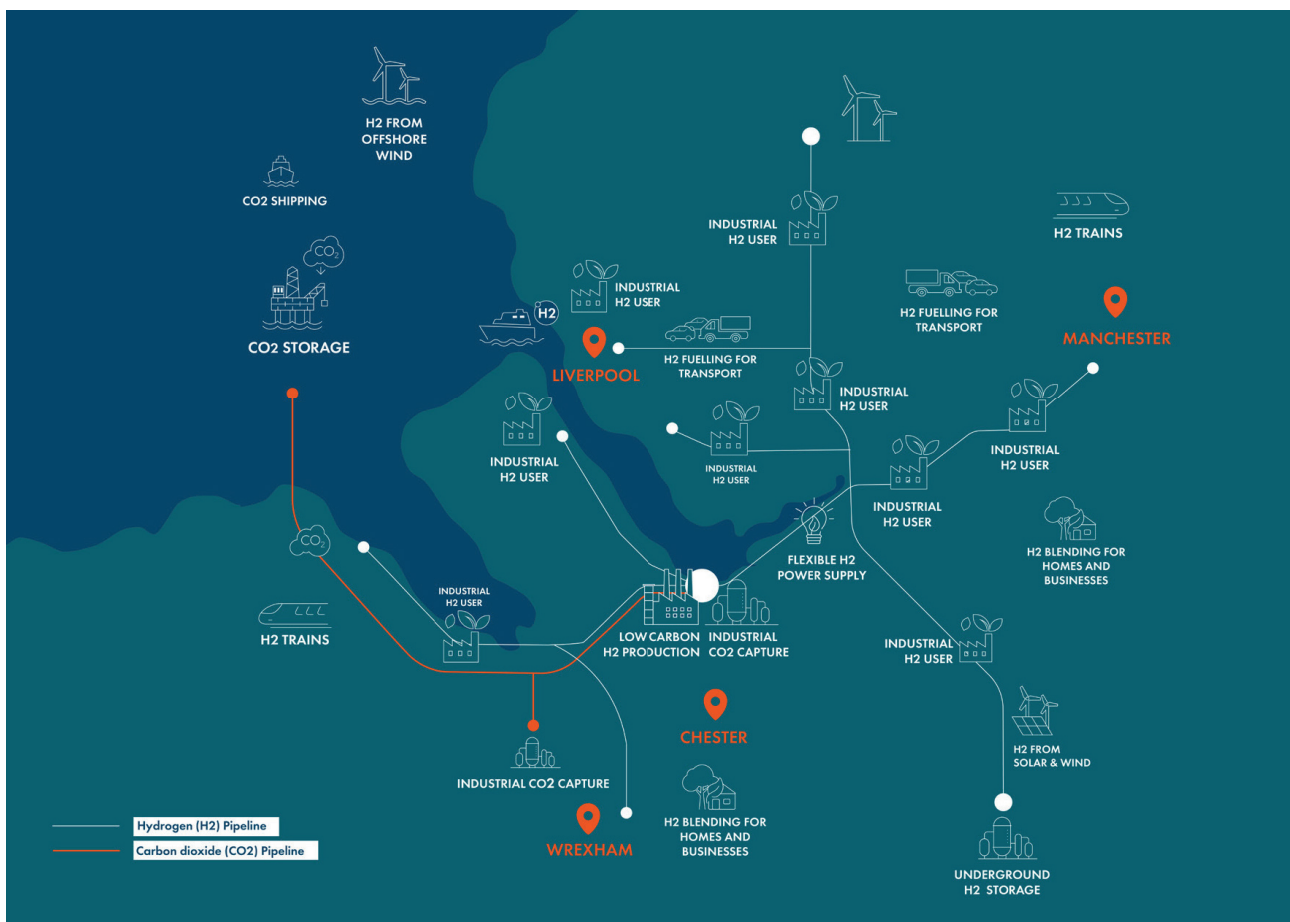 H2 FROM
OFFSHORE
WIND
CO2 SHIPPING
CO2
CO2 STORAGE
INDUSTRIAL
H2 USER
H2 TRAINS
INDUSTRIAL
H2 USER
H2
LIVERPOOL
H2 FUELLING FOR
TRANSPORT
H2 FUELLING FOR
TRANSPORT
MANCHESTER
INDUSTRIAL
H2 USER
INDUSTRIAL
H2 USER
INDUSTRIAL
H2 USER
INDUSTRIAL
H2 USER
INDUSTRIAL
H2 USER
CO2
FLEXIBLE H2
POWER SUPPLY
H2 BLENDING FOR
HOMES AND
BUSINESSES
INDUSTRIAL
H2 USER
H2 TRAINS
LOW CARBON
H2 PRODUCTION
INDUSTRIAL
CO2 CAPTURE
INDUSTRIAL
H2 USER
CHESTER
H2 FROM
SOLAR & WIND
INDUSTRIAL CO2 CAPTURE
H2 BLENDING FOR
HOMES AND
BUSINESSES
WREXHAM
Hydrogen (H2) Pipeline
Carbon dioxide (CO2) Pipeline
UNDERGROUND
H2 STORAGE